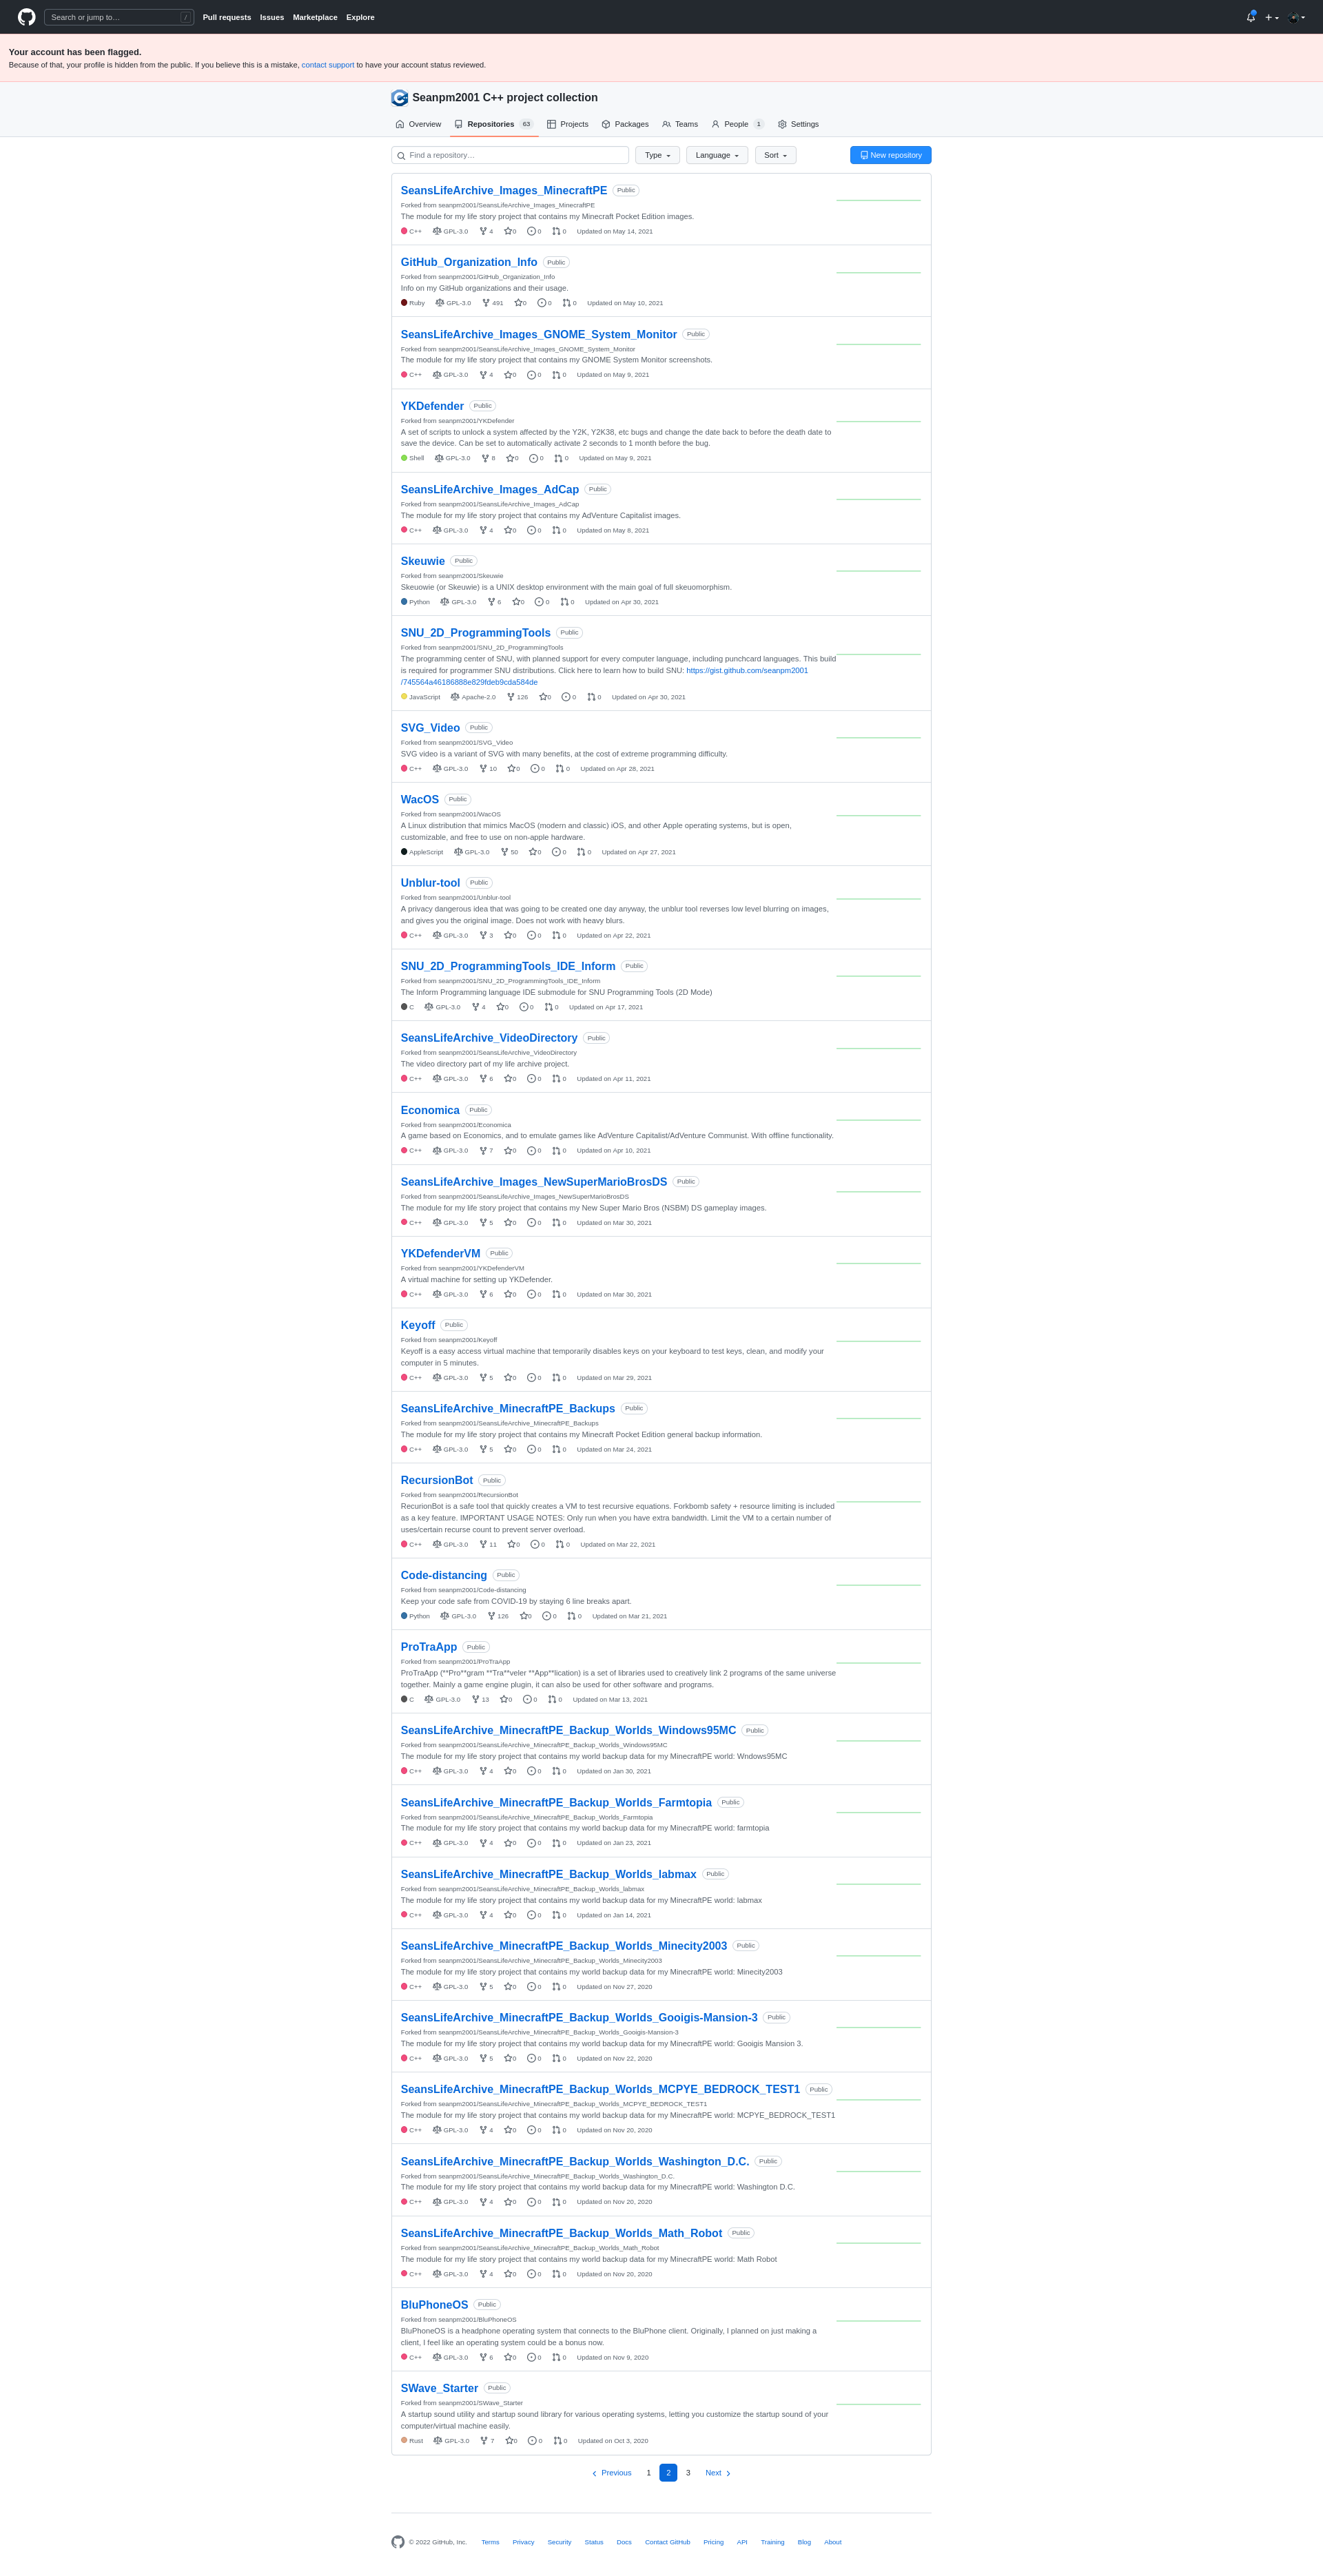 Search or jump to… /
Pull requests Issues Marketplace Explore
Your account has been flagged.
Because of that, your profile is hidden from the public. If you believe this is a mistake, contact support to have your account status reviewed.
Seanpm2001 C++ project collection
Overview Repositories 63 Projects Packages Teams People 1 Settings
Find a repository… Type Language Sort New repository
SeansLifeArchive_Images_MinecraftPE Public
Forked from seanpm2001/SeansLifeArchive_Images_MinecraftPE
The module for my life story project that contains my Minecraft Pocket Edition images.
C++ GPL-3.0 4 0 0 0 Updated on May 14, 2021
GitHub_Organization_Info Public
Forked from seanpm2001/GitHub_Organization_Info
Info on my GitHub organizations and their usage.
Ruby GPL-3.0 491 0 0 0 Updated on May 10, 2021
SeansLifeArchive_Images_GNOME_System_Monitor Public
Forked from seanpm2001/SeansLifeArchive_Images_GNOME_System_Monitor
The module for my life story project that contains my GNOME System Monitor screenshots.
C++ GPL-3.0 4 0 0 0 Updated on May 9, 2021
YKDefender Public
Forked from seanpm2001/YKDefender
A set of scripts to unlock a system affected by the Y2K, Y2K38, etc bugs and change the date back to before the death date to
save the device. Can be set to automatically activate 2 seconds to 1 month before the bug.
Shell GPL-3.0 8 0 0 0 Updated on May 9, 2021
SeansLifeArchive_Images_AdCap Public
Forked from seanpm2001/SeansLifeArchive_Images_AdCap
The module for my life story project that contains my AdVenture Capitalist images.
C++ GPL-3.0 4 0 0 0 Updated on May 8, 2021
Skeuwie Public
Forked from seanpm2001/Skeuwie
Skeuowie (or Skeuwie) is a UNIX desktop environment with the main goal of full skeuomorphism.
Python GPL-3.0 6 0 0 0 Updated on Apr 30, 2021
SNU_2D_ProgrammingTools Public
Forked from seanpm2001/SNU_2D_ProgrammingTools
The programming center of SNU, with planned support for every computer language, including punchcard languages. This build
is required for programmer SNU distributions. Click here to learn how to build SNU: https://gist.github.com/seanpm2001
/745564a46186888e829fdeb9cda584de
JavaScript Apache-2.0 126 0 0 0 Updated on Apr 30, 2021
SVG_Video Public
Forked from seanpm2001/SVG_Video
SVG video is a variant of SVG with many benefits, at the cost of extreme programming difficulty.
C++ GPL-3.0 10 0 0 0 Updated on Apr 28, 2021
WacOS Public
Forked from seanpm2001/WacOS
A Linux distribution that mimics MacOS (modern and classic) iOS, and other Apple operating systems, but is open,
customizable, and free to use on non-apple hardware.
AppleScript GPL-3.0 50 0 0 0 Updated on Apr 27, 2021
Unblur-tool Public
Forked from seanpm2001/Unblur-tool
A privacy dangerous idea that was going to be created one day anyway, the unblur tool reverses low level blurring on images,
and gives you the original image. Does not work with heavy blurs.
C++ GPL-3.0 3 0 0 0 Updated on Apr 22, 2021
SNU_2D_ProgrammingTools_IDE_Inform Public
Forked from seanpm2001/SNU_2D_ProgrammingTools_IDE_Inform
The Inform Programming language IDE submodule for SNU Programming Tools (2D Mode)
C GPL-3.0 4 0 0 0 Updated on Apr 17, 2021
SeansLifeArchive_VideoDirectory Public
Forked from seanpm2001/SeansLifeArchive_VideoDirectory
The video directory part of my life archive project.
C++ GPL-3.0 6 0 0 0 Updated on Apr 11, 2021
Economica Public
Forked from seanpm2001/Economica
A game based on Economics, and to emulate games like AdVenture Capitalist/AdVenture Communist. With offline functionality.
C++ GPL-3.0 7 0 0 0 Updated on Apr 10, 2021
SeansLifeArchive_Images_NewSuperMarioBrosDS Public
Forked from seanpm2001/SeansLifeArchive_Images_NewSuperMarioBrosDS
The module for my life story project that contains my New Super Mario Bros (NSBM) DS gameplay images.
C++ GPL-3.0 5 0 0 0 Updated on Mar 30, 2021
YKDefenderVM Public
Forked from seanpm2001/YKDefenderVM
A virtual machine for setting up YKDefender.
C++ GPL-3.0 6 0 0 0 Updated on Mar 30, 2021
Keyoff Public
Forked from seanpm2001/Keyoff
Keyoff is a easy access virtual machine that temporarily disables keys on your keyboard to test keys, clean, and modify your
computer in 5 minutes.
C++ GPL-3.0 5 0 0 0 Updated on Mar 29, 2021
SeansLifeArchive_MinecraftPE_Backups Public
Forked from seanpm2001/SeansLifeArchive_MinecraftPE_Backups
The module for my life story project that contains my Minecraft Pocket Edition general backup information.
C++ GPL-3.0 5 0 0 0 Updated on Mar 24, 2021
RecursionBot Public
Forked from seanpm2001/RecursionBot
RecurionBot is a safe tool that quickly creates a VM to test recursive equations. Forkbomb safety + resource limiting is included
as a key feature. IMPORTANT USAGE NOTES: Only run when you have extra bandwidth. Limit the VM to a certain number of
uses/certain recurse count to prevent server overload.
C++ GPL-3.0 11 0 0 0 Updated on Mar 22, 2021
Code-distancing Public
Forked from seanpm2001/Code-distancing
Keep your code safe from COVID-19 by staying 6 line breaks apart.
Python GPL-3.0 126 0 0 0 Updated on Mar 21, 2021
ProTraApp Public
Forked from seanpm2001/ProTraApp
ProTraApp (**Pro**gram **Tra**veler **App**lication) is a set of libraries used to creatively link 2 programs of the same universe
together. Mainly a game engine plugin, it can also be used for other software and programs.
C GPL-3.0 13 0 0 0 Updated on Mar 13, 2021
SeansLifeArchive_MinecraftPE_Backup_Worlds_Windows95MC Public
Forked from seanpm2001/SeansLifeArchive_MinecraftPE_Backup_Worlds_Windows95MC
The module for my life story project that contains my world backup data for my MinecraftPE world: Wndows95MC
C++ GPL-3.0 4 0 0 0 Updated on Jan 30, 2021
SeansLifeArchive_MinecraftPE_Backup_Worlds_Farmtopia Public
Forked from seanpm2001/SeansLifeArchive_MinecraftPE_Backup_Worlds_Farmtopia
The module for my life story project that contains my world backup data for my MinecraftPE world: farmtopia
C++ GPL-3.0 4 0 0 0 Updated on Jan 23, 2021
SeansLifeArchive_MinecraftPE_Backup_Worlds_labmax Public
Forked from seanpm2001/SeansLifeArchive_MinecraftPE_Backup_Worlds_labmax
The module for my life story project that contains my world backup data for my MinecraftPE world: labmax
C++ GPL-3.0 4 0 0 0 Updated on Jan 14, 2021
SeansLifeArchive_MinecraftPE_Backup_Worlds_Minecity2003 Public
Forked from seanpm2001/SeansLifeArchive_MinecraftPE_Backup_Worlds_Minecity2003
The module for my life story project that contains my world backup data for my MinecraftPE world: Minecity2003
C++ GPL-3.0 5 0 0 0 Updated on Nov 27, 2020
SeansLifeArchive_MinecraftPE_Backup_Worlds_Gooigis-Mansion-3 Public
Forked from seanpm2001/SeansLifeArchive_MinecraftPE_Backup_Worlds_Gooigis-Mansion-3
The module for my life story project that contains my world backup data for my MinecraftPE world: Gooigis Mansion 3.
C++ GPL-3.0 5 0 0 0 Updated on Nov 22, 2020
SeansLifeArchive_MinecraftPE_Backup_Worlds_MCPYE_BEDROCK_TEST1 Public
Forked from seanpm2001/SeansLifeArchive_MinecraftPE_Backup_Worlds_MCPYE_BEDROCK_TEST1
The module for my life story project that contains my world backup data for my MinecraftPE world: MCPYE_BEDROCK_TEST1
C++ GPL-3.0 4 0 0 0 Updated on Nov 20, 2020
SeansLifeArchive_MinecraftPE_Backup_Worlds_Washington_D.C. Public
Forked from seanpm2001/SeansLifeArchive_MinecraftPE_Backup_Worlds_Washington_D.C.
The module for my life story project that contains my world backup data for my MinecraftPE world: Washington D.C.
C++ GPL-3.0 4 0 0 0 Updated on Nov 20, 2020
SeansLifeArchive_MinecraftPE_Backup_Worlds_Math_Robot Public
Forked from seanpm2001/SeansLifeArchive_MinecraftPE_Backup_Worlds_Math_Robot
The module for my life story project that contains my world backup data for my MinecraftPE world: Math Robot
C++ GPL-3.0 4 0 0 0 Updated on Nov 20, 2020
BluPhoneOS Public
Forked from seanpm2001/BluPhoneOS
BluPhoneOS is a headphone operating system that connects to the BluPhone client. Originally, I planned on just making a
client, I feel like an operating system could be a bonus now.
C++ GPL-3.0 6 0 0 0 Updated on Nov 9, 2020
SWave_Starter Public
Forked from seanpm2001/SWave_Starter
A startup sound utility and startup sound library for various operating systems, letting you customize the startup sound of your
computer/virtual machine easily.
Rust GPL-3.0 7 0 0 0 Updated on Oct 3, 2020
Previous 1 2 3 Next
© 2022 GitHub, Inc. Terms Privacy Security Status Docs Contact GitHub Pricing API Training Blog About